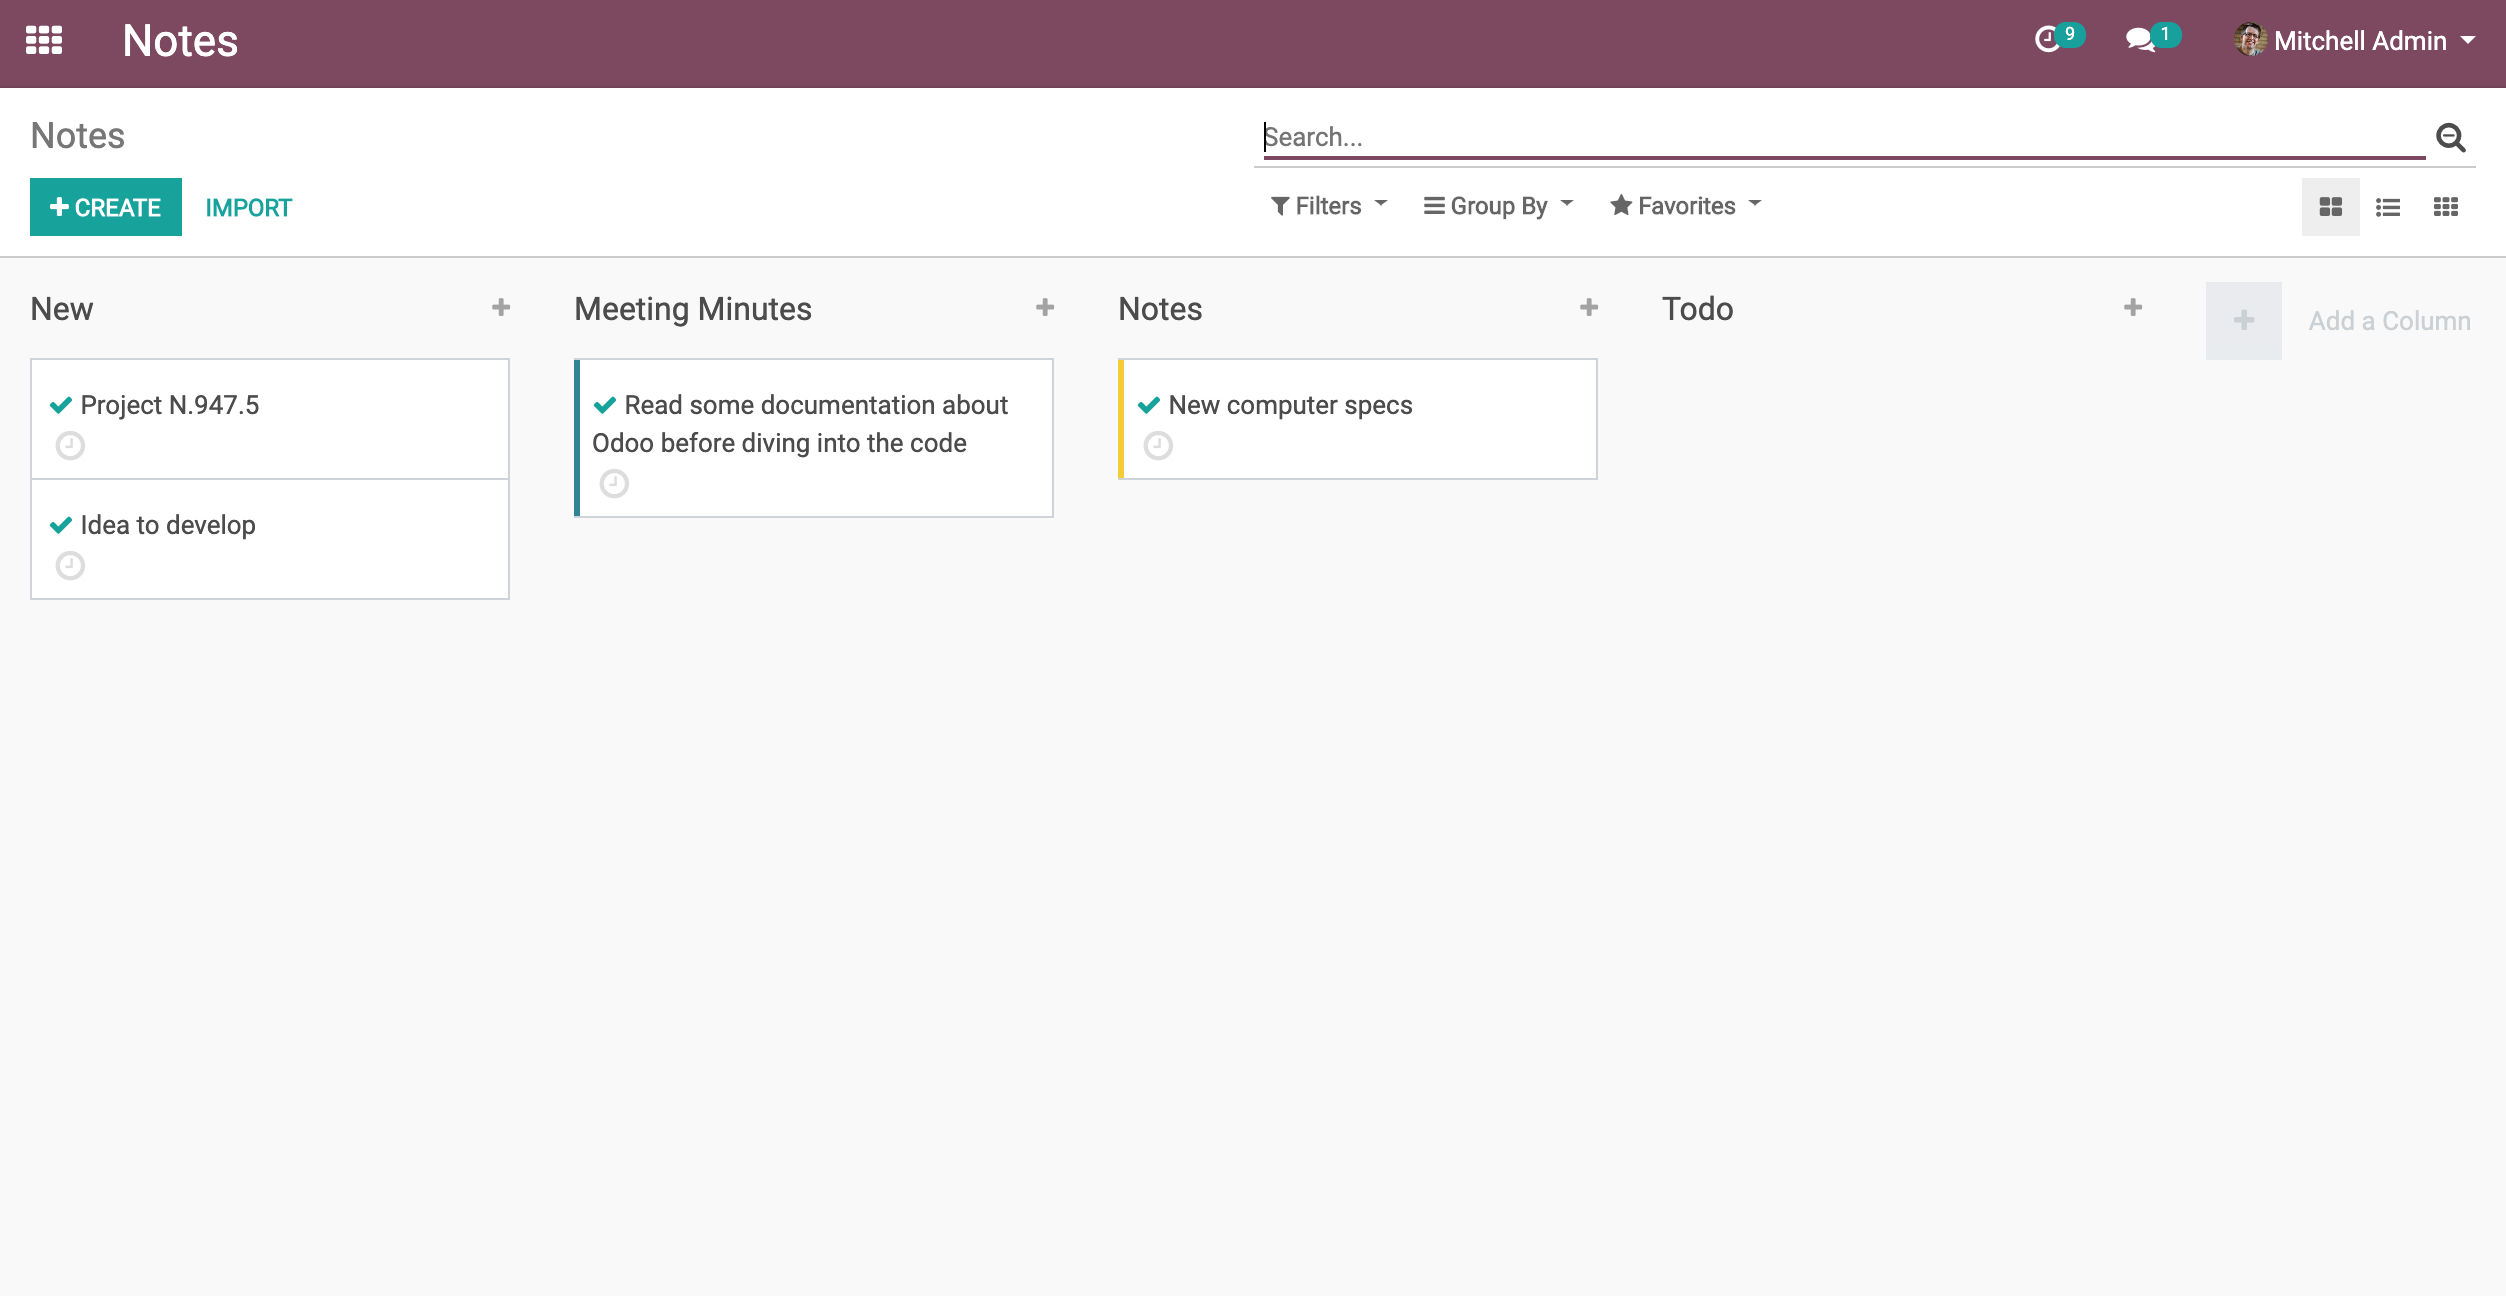 Notes
9
1
Mitchell Admin
Notes
Search...
CREATE
IMPORT
Filters
Group By
Favorites
New
Meeting Minutes
Notes
Todo
Add a Column
Project N.947.5
Idea to develop
Read some documentation about
Odoo before diving into the code
New computer specs